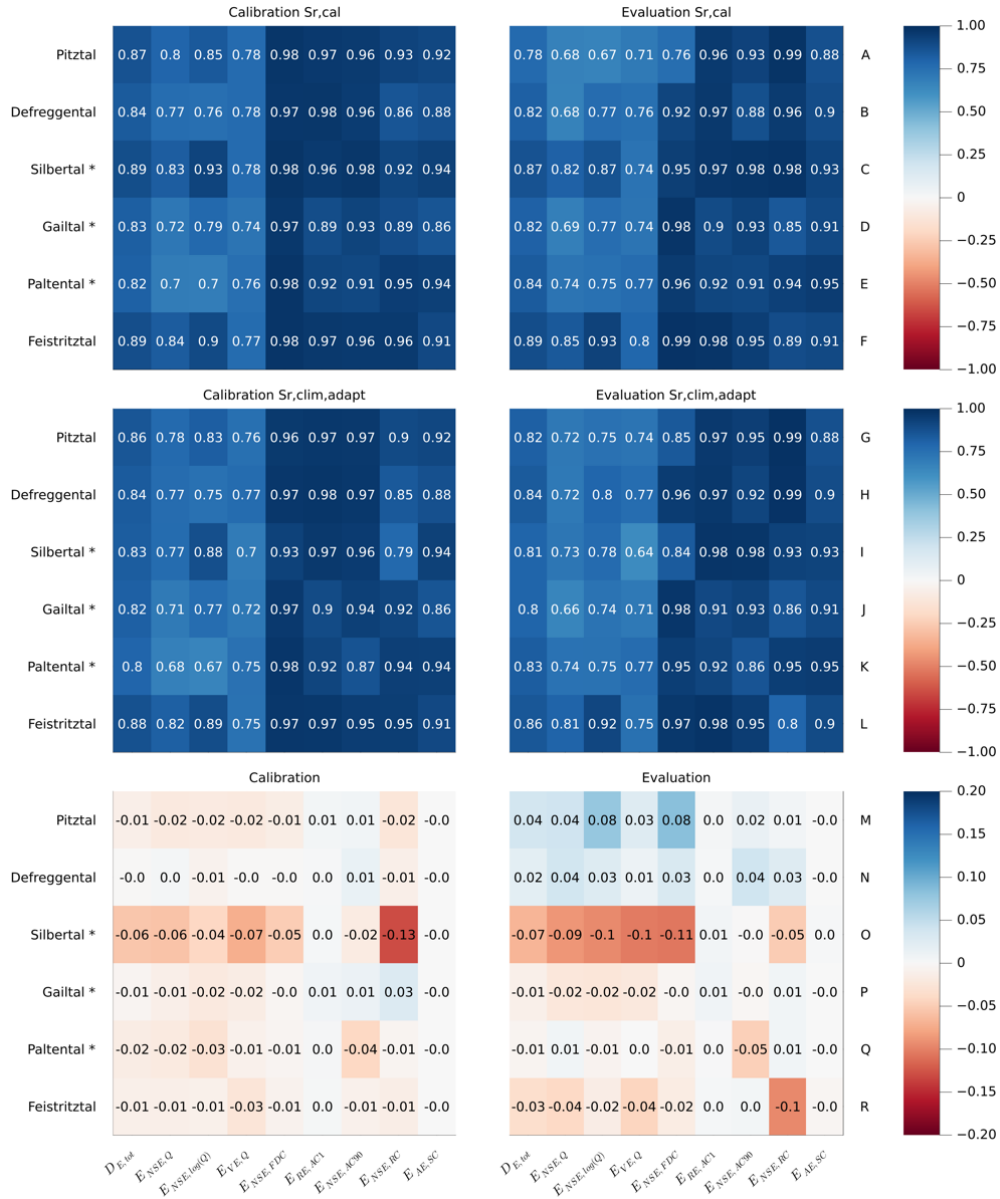 Calibration Sr,cal Evaluation Sr,cal
Pitztal 0.87 0.8 0.85 0.78 0.98 0.97 0.96 0.93 0.92 0.78 0.68 0.67 0.71 0.76 0.96 0.93 0.99 0.88 A
Defreggental 0.84 0.77 0.76 0.78 0.97 0.98 0.96 0.86 0.88 0.82 0.68 0.77 0.76 0.92 0.97 0.88 0.96 0.9 B
Silbertal * 0.89 0.83 0.93 0.78 0.98 0.96 0.98 0.92 0.94 0.87 0.82 0.87 0.74 0.95 0.97 0.98 0.98 0.93 C
Gailtal * 0.83 0.72 0.79 0.74 0.97 0.89 0.93 0.89 0.86 0.82 0.69 0.77 0.74 0.98 0.9 0.93 0.85 0.91 D
Paltental * 0.82 0.7 0.7 0.76 0.98 0.92 0.91 0.95 0.94 0.84 0.74 0.75 0.77 0.96 0.92 0.91 0.94 0.95 E
Feistritztal 0.89 0.84 0.9 0.77 0.98 0.97 0.96 0.96 0.91 0.89 0.85 0.93 0.8 0.99 0.98 0.95 0.89 0.91 F
1.00
0.75
0.50
0.25
0
−0.25
−0.50
−0.75
−1.00
Calibration Sr,clim,adapt Evaluation Sr,clim,adapt
Pitztal 0.86 0.78 0.83 0.76 0.96 0.97 0.97 0.9 0.92 0.82 0.72 0.75 0.74 0.85 0.97 0.95 0.99 0.88 G
Defreggental 0.84 0.77 0.75 0.77 0.97 0.98 0.97 0.85 0.88 0.84 0.72 0.8 0.77 0.96 0.97 0.92 0.99 0.9 H
Silbertal * 0.83 0.77 0.88 0.7 0.93 0.97 0.96 0.79 0.94 0.81 0.73 0.78 0.64 0.84 0.98 0.98 0.93 0.93 I
Gailtal * 0.82 0.71 0.77 0.72 0.97 0.9 0.94 0.92 0.86 0.8 0.66 0.74 0.71 0.98 0.91 0.93 0.86 0.91 J
Paltental * 0.8 0.68 0.67 0.75 0.98 0.92 0.87 0.94 0.94 0.83 0.74 0.75 0.77 0.95 0.92 0.86 0.95 0.95 K
Feistritztal 0.88 0.82 0.89 0.75 0.97 0.97 0.95 0.95 0.91 0.86 0.81 0.92 0.75 0.97 0.98 0.95 0.8 0.9 L
1.00
0.75
0.50
0.25
0
−0.25
−0.50
−0.75
−1.00
Calibration Evaluation
Pitztal -0.01 -0.02 -0.02 -0.02 -0.01 0.01 0.01 -0.02 -0.0 0.04 0.04 0.08 0.03 0.08 0.0 0.02 0.01 -0.0 M
Defreggental -0.0 0.0 -0.01 -0.0 -0.0 0.0 0.01 -0.01 -0.0 0.02 0.04 0.03 0.01 0.03 0.0 0.04 0.03 -0.0 N
Silbertal * -0.06 -0.06 -0.04 -0.07 -0.05 0.0 -0.02 -0.13 -0.0 -0.07 -0.09 -0.1 -0.1 -0.11 0.01 -0.0 -0.05 0.0 O
Gailtal * -0.01 -0.01 -0.02 -0.02 -0.0 0.01 0.01 0.03 -0.0 -0.01 -0.02 -0.02 -0.02 -0.0 0.01 -0.0 0.01 -0.0 P
Paltental * -0.02 -0.02 -0.03 -0.01 -0.01 0.0 -0.04 -0.01 -0.0 -0.01 0.01 -0.01 0.0 -0.01 0.0 -0.05 0.01 -0.0 Q
Feistritztal -0.01 -0.01 -0.01 -0.03 -0.01 0.0 -0.01 -0.01 -0.0 -0.03 -0.04 -0.02 -0.04 -0.02 0.0 0.0 -0.1 -0.0 R
0.20
0.15
0.10
0.05
0
−0.05
−0.10
−0.15
−0.20
D_E,tot E_NSE,Q E_NSE,log(Q) E_VE,Q E_NSE,FDC E_RE,AC1 E_NSE,AC90 E_NSE,RC E_AE,SC D_E,tot E_NSE,Q E_NSE,log(Q) E_VE,Q E_NSE,FDC E_RE,AC1 E_NSE,AC90 E_NSE,RC E_AE,SC